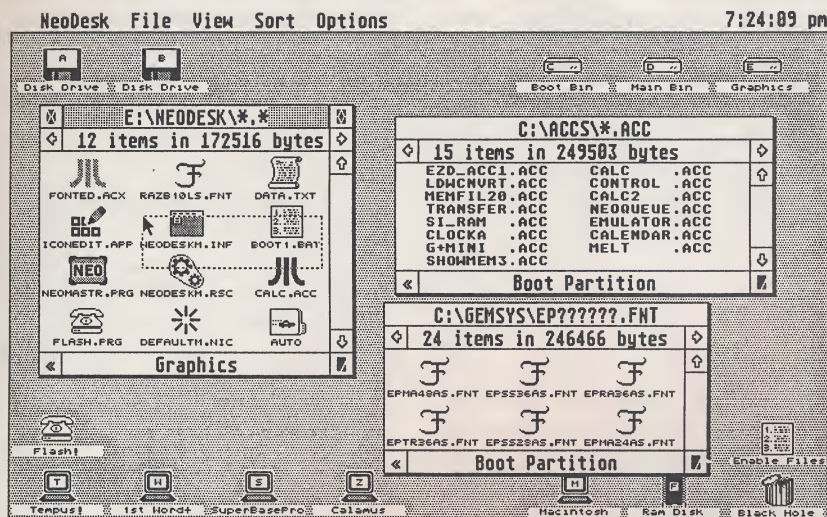 NeoDesk File View Sort Options 7:24:09 pm
A B C D E
Disk Drive Disk Drive Boot Bin Main Bin Graphics
E:\NEODESK\*.*
12 items in 172516 bytes
FONTED.ACX RAZB10LS.FNT DATA.TXT
ICONEDIT.APP NEODESKM.INF BOOT1.BAT
NEO
NEOMASTR.PRG NEODESKM.RSC CALC.ACC
FLASH.PRG DEFAULTM.NIC AUTO
Graphics
C:\ACCS\*.ACC
15 items in 249503 bytes
EZD_ACC1.ACC CALC .ACC
LDWCNVRT.ACC CONTROL .ACC
MEMFIL20.ACC CALC2 .ACC
TRANSFER.ACC NEOQUEUE.ACC
SI_RAM .ACC EMULATOR.ACC
CLOCKA .ACC CALENDAR.ACC
G+MINI .ACC MELT .ACC
SHOWMEM3.ACC
Boot Partition
C:\GEMSYS\EP??????.FNT
24 items in 246466 bytes
EPMA48AS.FNT EPSS36AS.FNT EPRA36AS.FNT
EPTR36AS.FNT EPSS28AS.FNT EPMA24AS.FNT
Boot Partition
Flash!
Enable Files
T W S Z M F
Tempus! 1st Word+ SuperBasePro Calamus Macintosh Ram Disk Black Hole